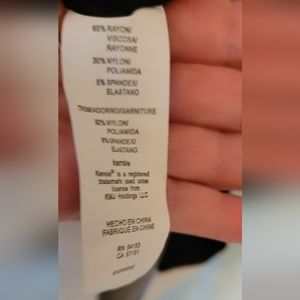 65% RAYON/
VISCOSA/
RAYONNE
30% NYLON/
POLIAMIDA
5% SPANDEX/
ELASTANO
TRIM/ADORNO/GARNITURE
92% NYLON/
POLIAMIDA
8% SPANDEX/
ELASTANO
kensie
Kensie® is a registered
trademark used under
license from
KMJ Holdings LLC
HECHO EN CHINA
FABRIQUÉ EN CHINE
RN 54163
CA 57151